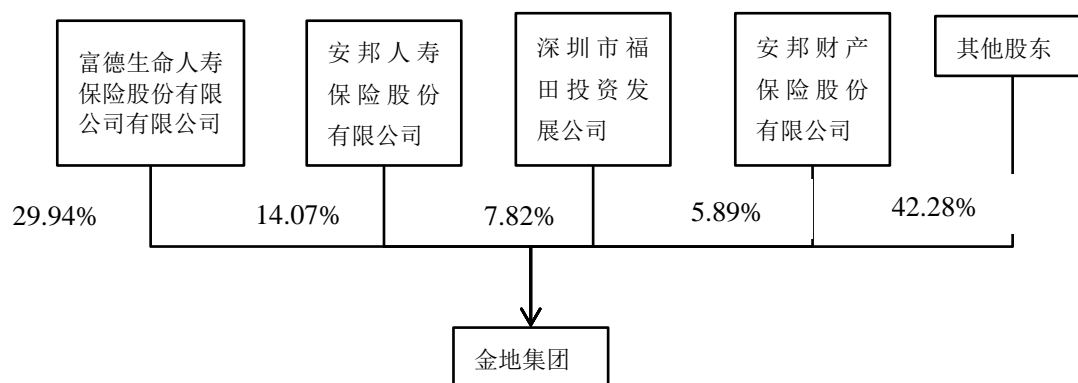 富德生命人寿
保险股份有限
公司有限公司
安邦人寿
保险股份
有限公司
深圳市福
田投资发
展公司
安邦财产
保险股份
有限公司
其他股东
29.94%
14.07%
7.82%
5.89%
42.28%
金地集团